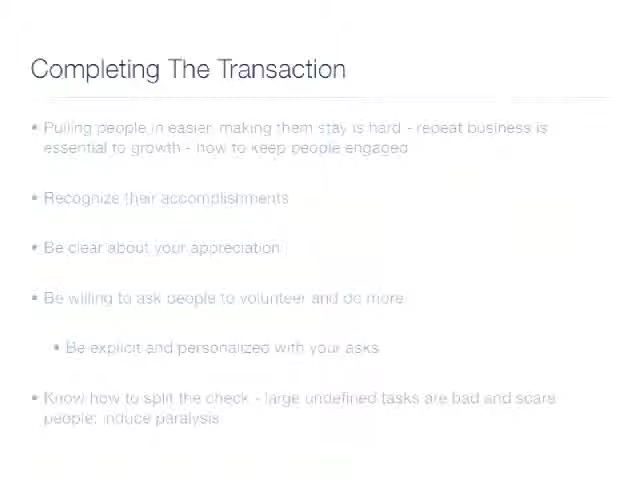 Completing The Transaction
• Pulling people in easier, making them stay is hard - repeat business is
essential to growth - how to keep people engaged
• Recognize their accomplishments
• Be clear about your appreciation
• Be willing to ask people to volunteer and do more
• Be explicit and personalized with your asks
• Know how to split the check - large undefined tasks are bad and scare
people; induce paralysis